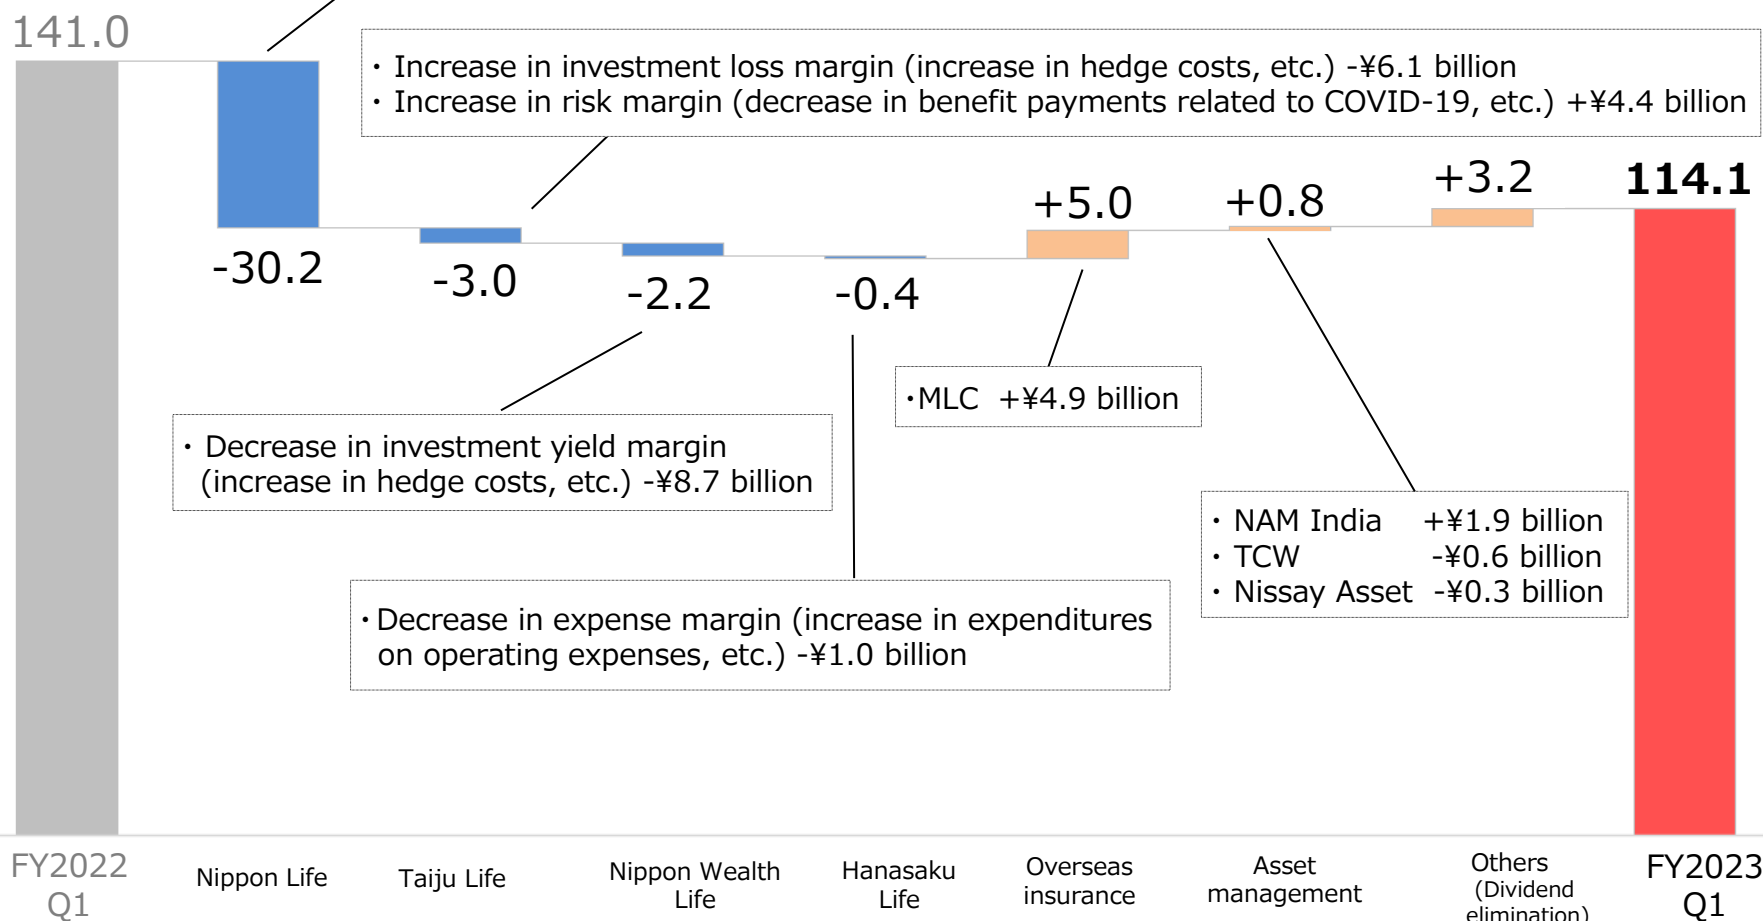 141.0
・ Increase in investment loss margin (increase in hedge costs, etc.) -¥6.1 billion
・ Increase in risk margin (decrease in benefit payments related to COVID-19, etc.) +¥4.4 billion
-30.2
-3.0
-2.2
-0.4
+5.0
+0.8
+3.2
114.1
・MLC +¥4.9 billion
・ Decrease in investment yield margin
(increase in hedge costs, etc.) -¥8.7 billion
・ NAM India +¥1.9 billion
・ TCW -¥0.6 billion
・ Nissay Asset -¥0.3 billion
・Decrease in expense margin (increase in expenditures
on operating expenses, etc.) -¥1.0 billion
FY2022
Q1
Nippon Life
Taiju Life
Nippon Wealth
Life
Hanasaku
Life
Overseas
insurance
Asset
management
Others
(Dividend
elimination)
FY2023
Q1